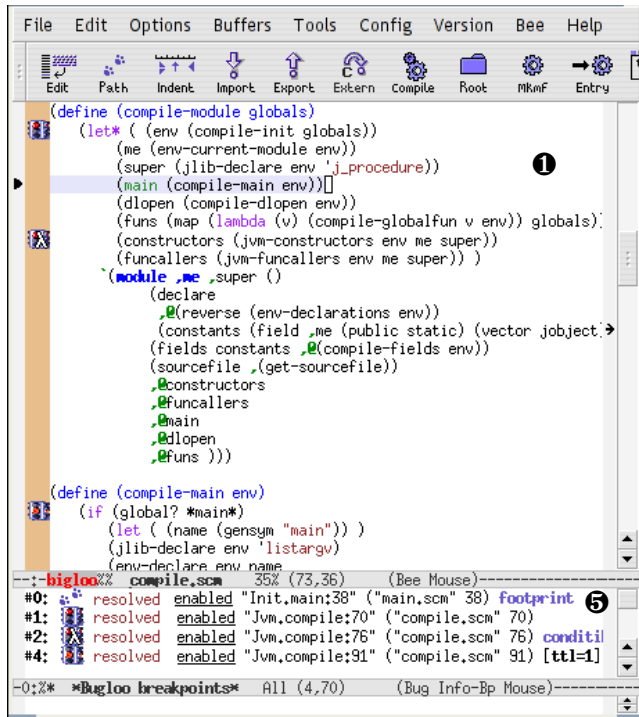 File Edit Options Buffers Tools Config Version Bee Help
Edit Path Indent Import Export Extern Compile Root MKmf Entry
(define (compile-module globals)
(let* ( (env (compile-init globals))
(me (env-current-module env))
(super (jlib-declare env 'j_procedure))
(main (compile-main env))
(dlopen (compile-dlopen env))
(funs (map (lambda (v) (compile-globalfun v env)) globals)
(constructors (jvm-constructors env me super))
(funcallers (jvm-funcallers env me super)) )
`(module ,me ,super ()
(declare
,@(reverse (env-declarations env))
(constants (field ,me (public static) (vector jobject)
(fields constants ,@(compile-fields env))
(sourcefile ,(get-sourcefile))
,@constructors
,@funcallers
,@main
,@dlopen
,@funs )))
(define (compile-main env)
(if (global? *main*)
(let ( (name (gensym "main")) )
(jlib-declare env 'listargv)
(env-declare env name
❶
--:-bigloo%% compile.scm 35% (73,36) (Bee Mouse)--------
#0: resolved enabled "Init.main:38" ("main.scm" 38) footprint
#1: resolved enabled "Jvm.compile:70" ("compile.scm" 70)
#2: resolved enabled "Jvm.compile:76" ("compile.scm" 76) conditi
#4: resolved enabled "Jvm.compile:91" ("compile.scm" 91) [ttl=1]
❺
-0:%* *Bugloo breakpoints* All (4,70) (Bug Info-Bp Mouse)--------